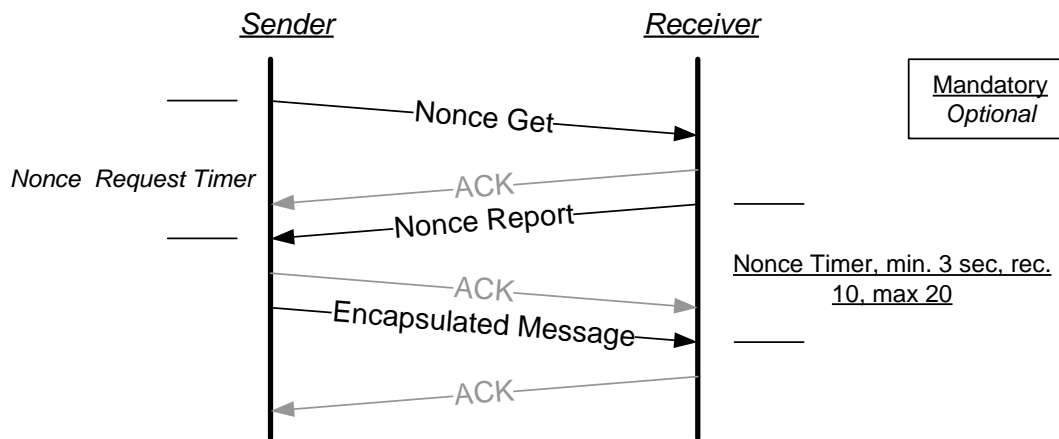 Sender
Receiver
Mandatory
Optional
Nonce Get
Nonce Request Timer
ACK
Nonce Report
Nonce Timer, min. 3 sec, rec.
10, max 20
ACK
Encapsulated Message
ACK